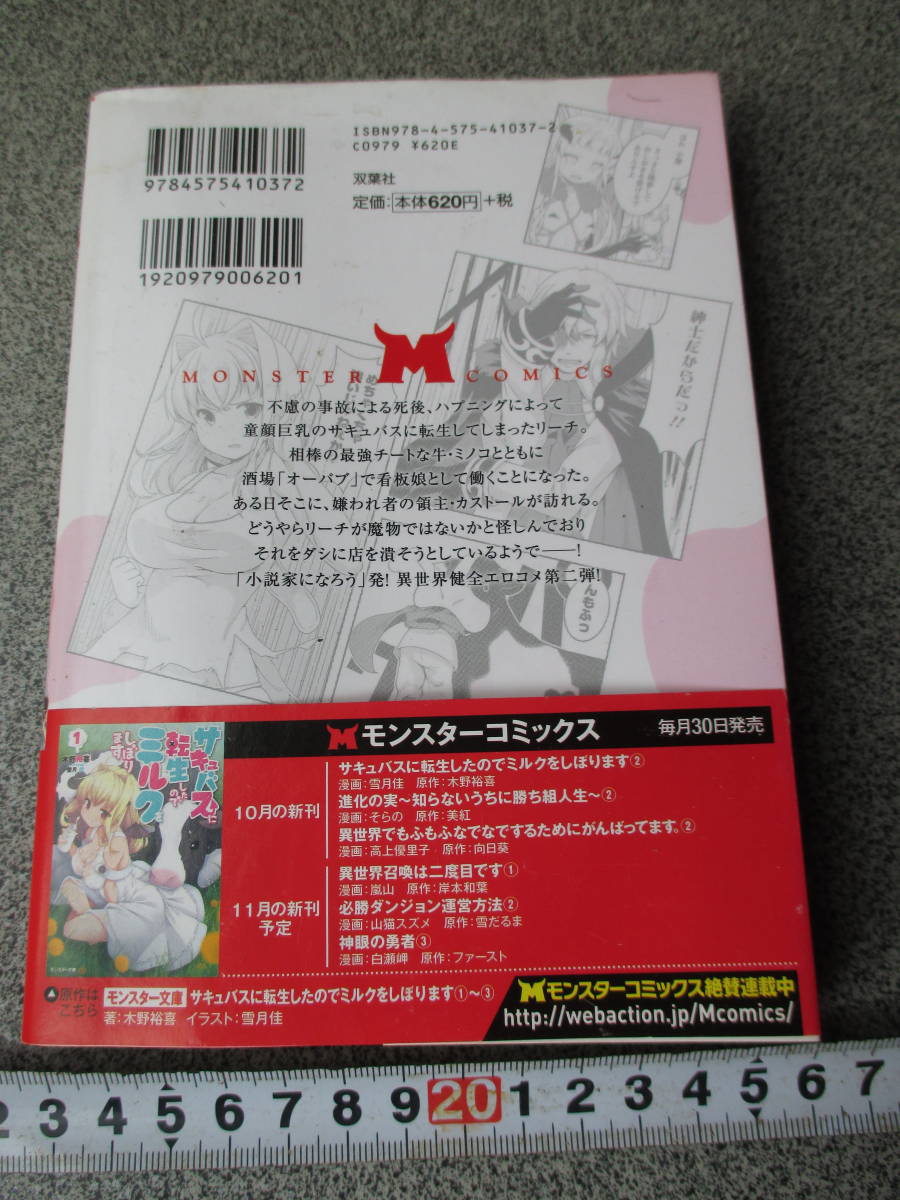 9784575410372
ISBN978-4-575-41037-2
C0979 ¥620E
双葉社
定価：本体620円+税
1920979006201
紳士だからだっ!!
M
MONSTER COMICS
不慮の事故による死後、ハプニングによって
童顔巨乳のサキュバスに転生してしまったリーチ。
相棒の最強チートな牛・ミノコとともに
酒場「オーバブ」で看板娘として働くことになった。
ある日そこに、嫌われ者の領主・カストールが訪れる。
どうやらリーチが魔物ではないかと怪しんでおり
それをダシに店を潰そうとしているようで――!
「小説家になろう」発! 異世界健全エロコメ第二弾!
んもふっ
モンスターコミックス
毎月30日発売
1
木野裕喜
サキュバスに
転生したので
ミルクを
しぼります
モンスター文庫
10月の新刊
サキュバスに転生したのでミルクをしぼります②
漫画：雪月佳 原作：木野裕喜
進化の実～知らないうちに勝ち組人生～②
漫画：そらの 原作：美紅
異世界でもふもふなでなでするためにがんばってます。②
漫画：高上優里子 原作：向日葵
11月の新刊
予定
異世界召喚は二度目です①
漫画：嵐山 原作：岸本和葉
必勝ダンジョン運営方法②
漫画：山猫スズメ 原作：雪だるま
神眼の勇者③
漫画：白瀬岬 原作：ファースト
▲原作は
こちら
モンスター文庫 サキュバスに転生したのでミルクをしぼります①～③
著：木野裕喜 イラスト：雪月佳
モンスターコミックス絶賛連載中
http://webaction.jp/Mcomics/
2 3 4 5 6 7 8 9 20 1 2 3 4 5 6 7